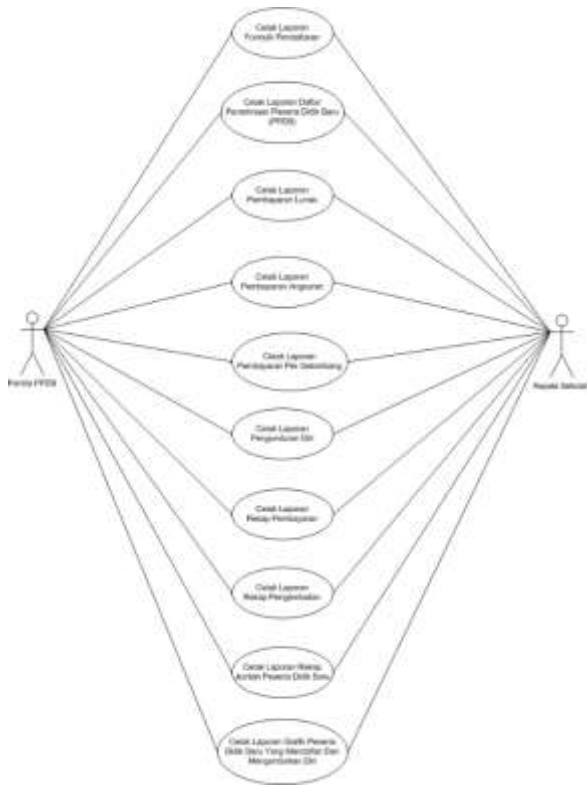 Cetak Laporan
Formulir Pendaftaran
Cetak Laporan Daftar
Penerimaan Peserta Didik Baru
(PPDB)
Cetak Laporan
Pembayaran Lunas
Cetak Laporan
Pembayaran Angsuran
Panitia PPDB
Kepala Sekolah
Cetak Laporan
Pembayaran Per Gelombang
Cetak Laporan
Pengunduran Diri
Cetak Laporan
Rekap Pembayaran
Cetak Laporan
Rekap Pengembalian
Cetak Laporan Rekap
Jumlah Peserta Didik Baru
Cetak Laporan Grafik Peserta
Didik Baru Yang Mendaftar Dan
Mengundurkan Diri